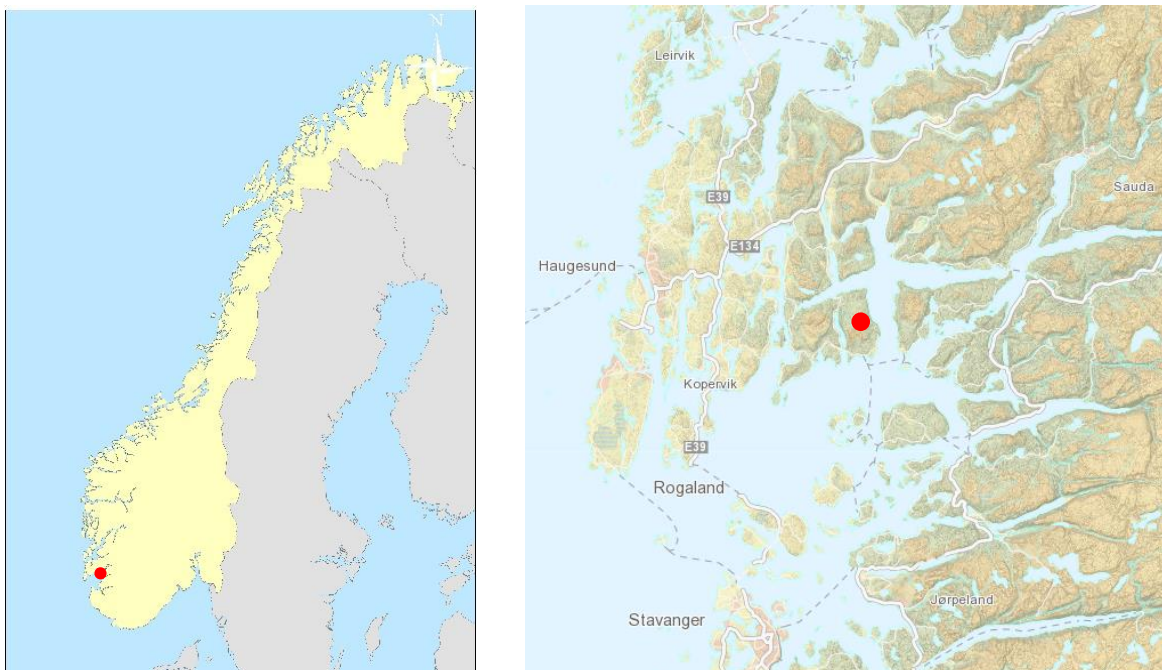 N
Leirvik
Sauda
E39
E134
Haugesund
Kopervik
E39
Rogaland
Jørpeland
Stavanger